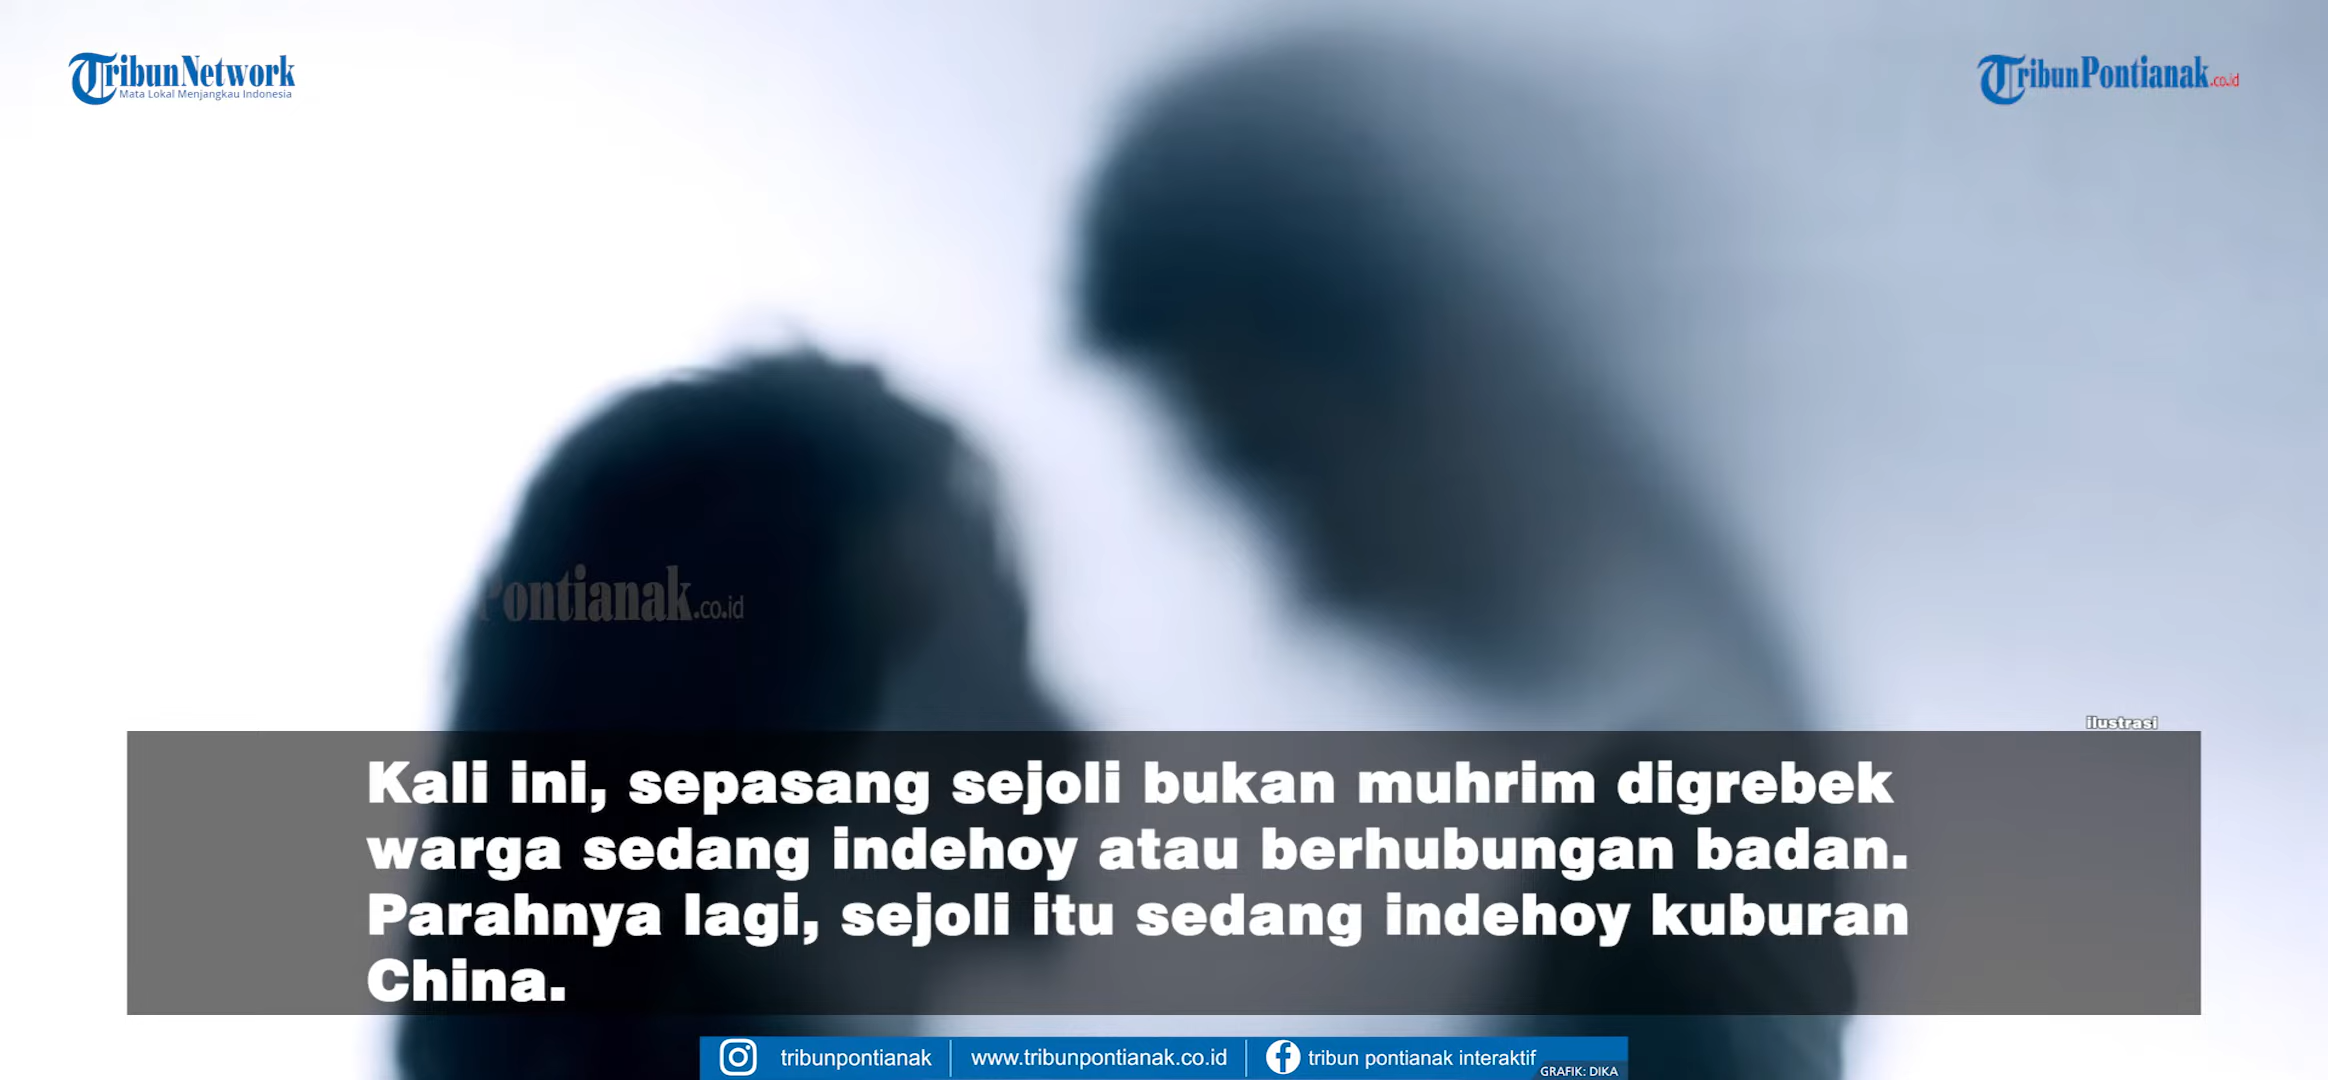 TribunNetwork
Mata Lokal Menjangkau Indonesia
TribunPontianak.co.id
Pontianak.co.id
ilustrasi
Kali ini, sepasang sejoli bukan muhrim digrebek
warga sedang indehoy atau berhubungan badan.
Parahnya lagi, sejoli itu sedang indehoy kuburan
China.
tribunpontianak
www.tribunpontianak.co.id
tribun pontianak interaktif
GRAFIK: DIKA